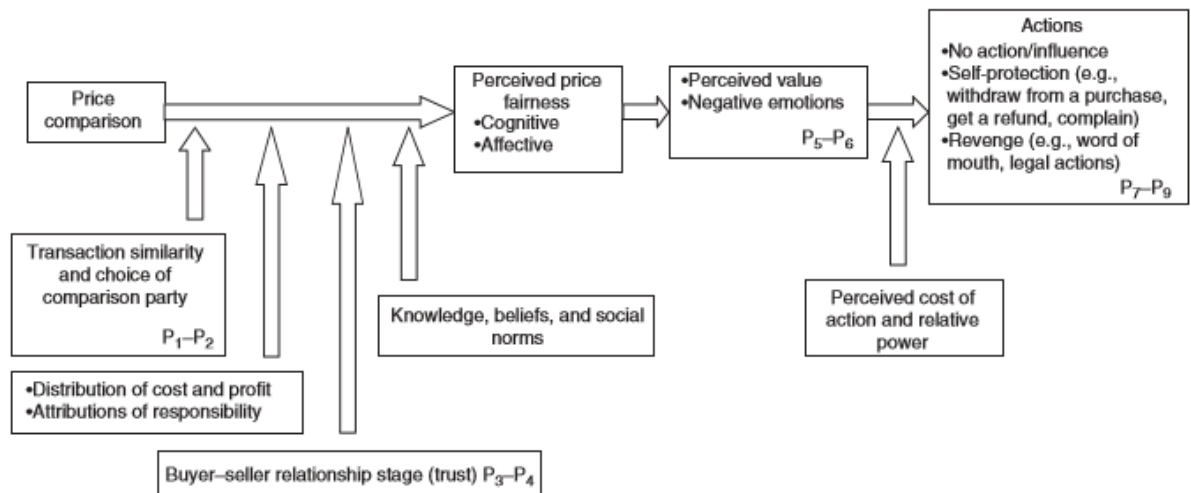 Price
comparison
Perceived price
fairness
•Cognitive
•Affective
•Perceived value
•Negative emotions
P5–P6
Actions
•No action/influence
•Self-protection (e.g.,
withdraw from a purchase,
get a refund, complain)
•Revenge (e.g., word of
mouth, legal actions)
P7–P9
Transaction similarity
and choice of
comparison party
P1–P2
•Distribution of cost and profit
•Attributions of responsibility
Buyer–seller relationship stage (trust) P3–P4
Knowledge, beliefs, and social
norms
Perceived cost of
action and relative
power